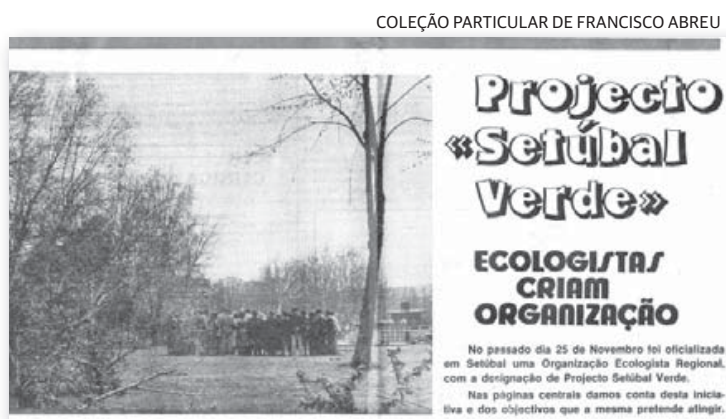 COLEÇÃO PARTICULAR DE FRANCISCO ABREU
Projecto
«Setúbal
Verde»
ECOLOGISTAS
CRIAM
ORGANIZAÇÃO
No passado dia 25 de Novembro foi oficializada
em Setúbal uma Organização Ecologista Regional,
com a designação de Projecto Setúbal Verde.
Nas páginas centrais damos conta desta inicia-
tiva e dos objectivos que a mesma pretende atingir